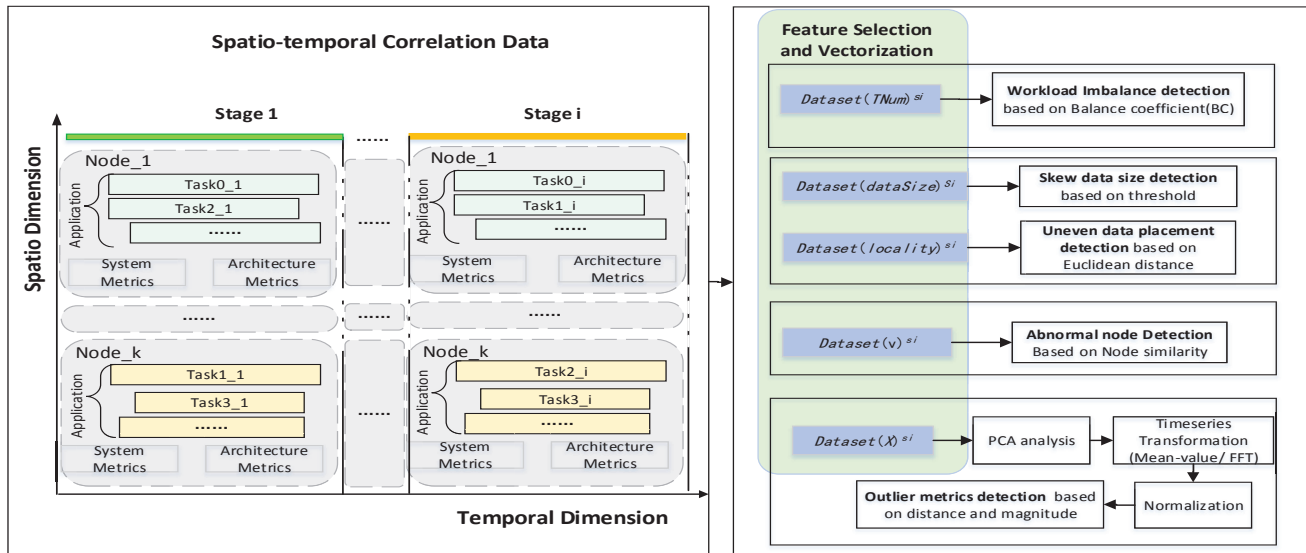 Spatio-temporal Correlation Data
Stage 1
......
Stage i
Spatio Dimension
Node_1
Application
Task0_1
Task2_1
......
System
Metrics
Architecture
Metrics
......
Node_1
Application
Task0_i
Task1_i
......
System
Metrics
Architecture
Metrics
......
......
......
Node_k
Application
Task1_1
Task3_1
......
System
Metrics
Architecture
Metrics
......
Node_k
Application
Task2_i
Task3_i
......
System
Metrics
Architecture
Metrics
Temporal Dimension
Feature Selection
and Vectorization
Dataset(TNum)^si
Workload Imbalance detection
based on Balance coefficient(BC)
Dataset(dataSize)^Si
Skew data size detection
based on threshold
Dataset(locality)^si
Uneven data placement
detection based on
Euclidean distance
Dataset(v)^si
Abnormal node Detection
Based on Node similarity
Dataset(X)^si
PCA analysis
Timeseries
Transformation
(Mean-value/ FFT)
Normalization
Outlier metrics detection based
on distance and magnitude